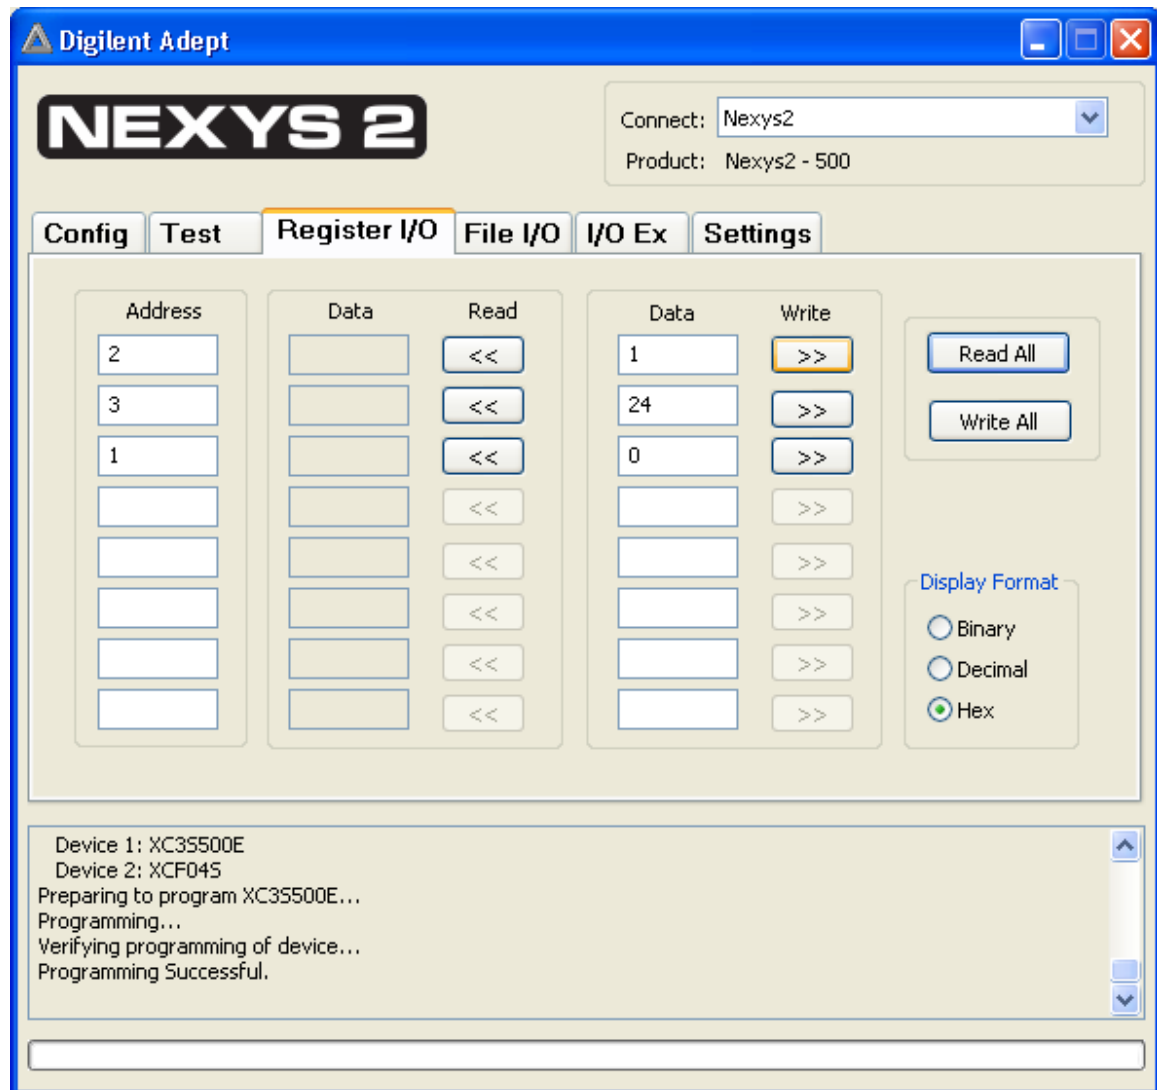 Digilent Adept
NEXYS 2
Connect: Nexys2
Product: Nexys2 - 500
Config Test Register I/O File I/O I/O Ex Settings
Address Data Read Data Write
2 << 1 >> Read All
3 << 24 >> Write All
1 << 0 >>
<< >>
<< >>
<< >>
<< >>
<< >>
Display Format
Binary
Decimal
Hex
Device 1: XC3S500E
Device 2: XCF04S
Preparing to program XC3S500E...
Programming...
Verifying programming of device...
Programming Successful.